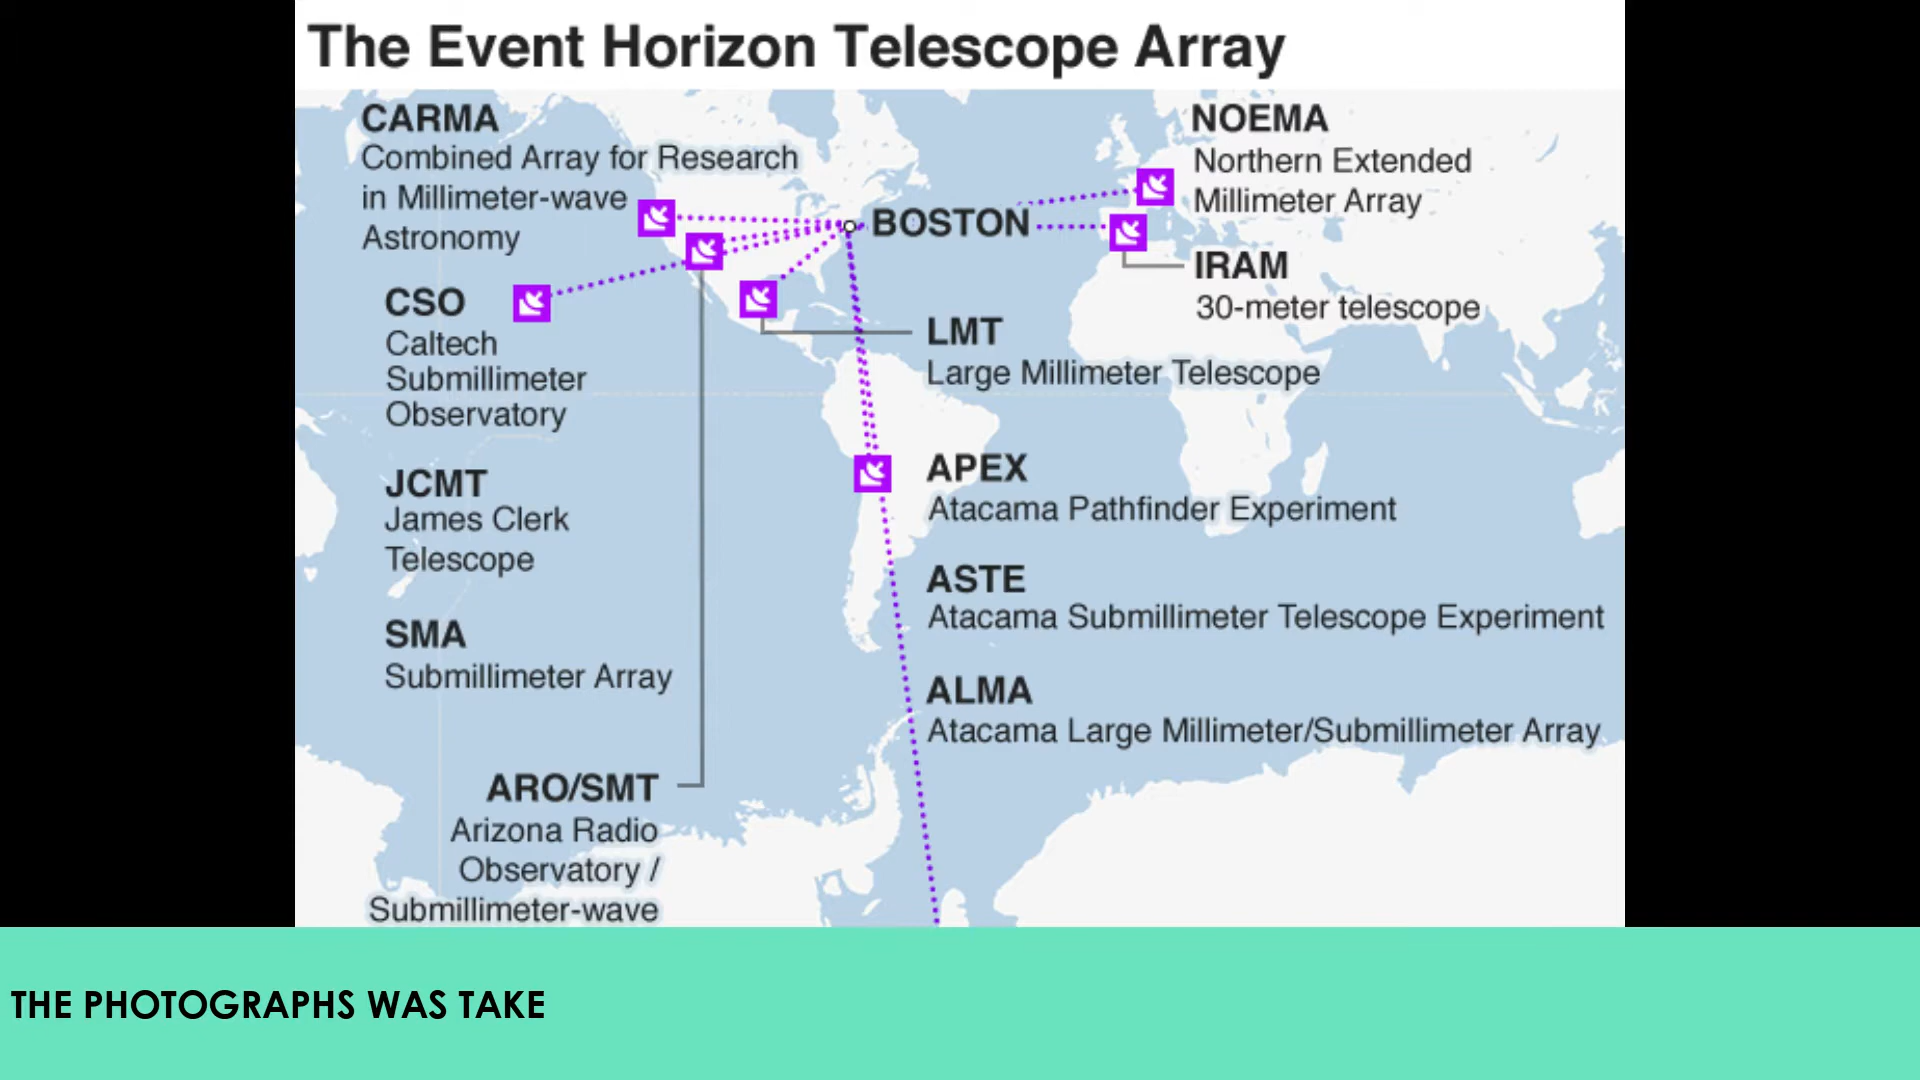 The Event Horizon Telescope Array
CARMA
Combined Array for Research
in Millimeter-wave
Astronomy
CSO
Caltech
Submillimeter
Observatory
JCMT
James Clerk
Telescope
SMA
Submillimeter Array
ARO/SMT
Arizona Radio
Observatory /
Submillimeter-wave
BOSTON
NOEMA
Northern Extended
Millimeter Array
IRAM
30-meter telescope
LMT
Large Millimeter Telescope
APEX
Atacama Pathfinder Experiment
ASTE
Atacama Submillimeter Telescope Experiment
ALMA
Atacama Large Millimeter/Submillimeter Array
THE PHOTOGRAPHS WAS TAKE